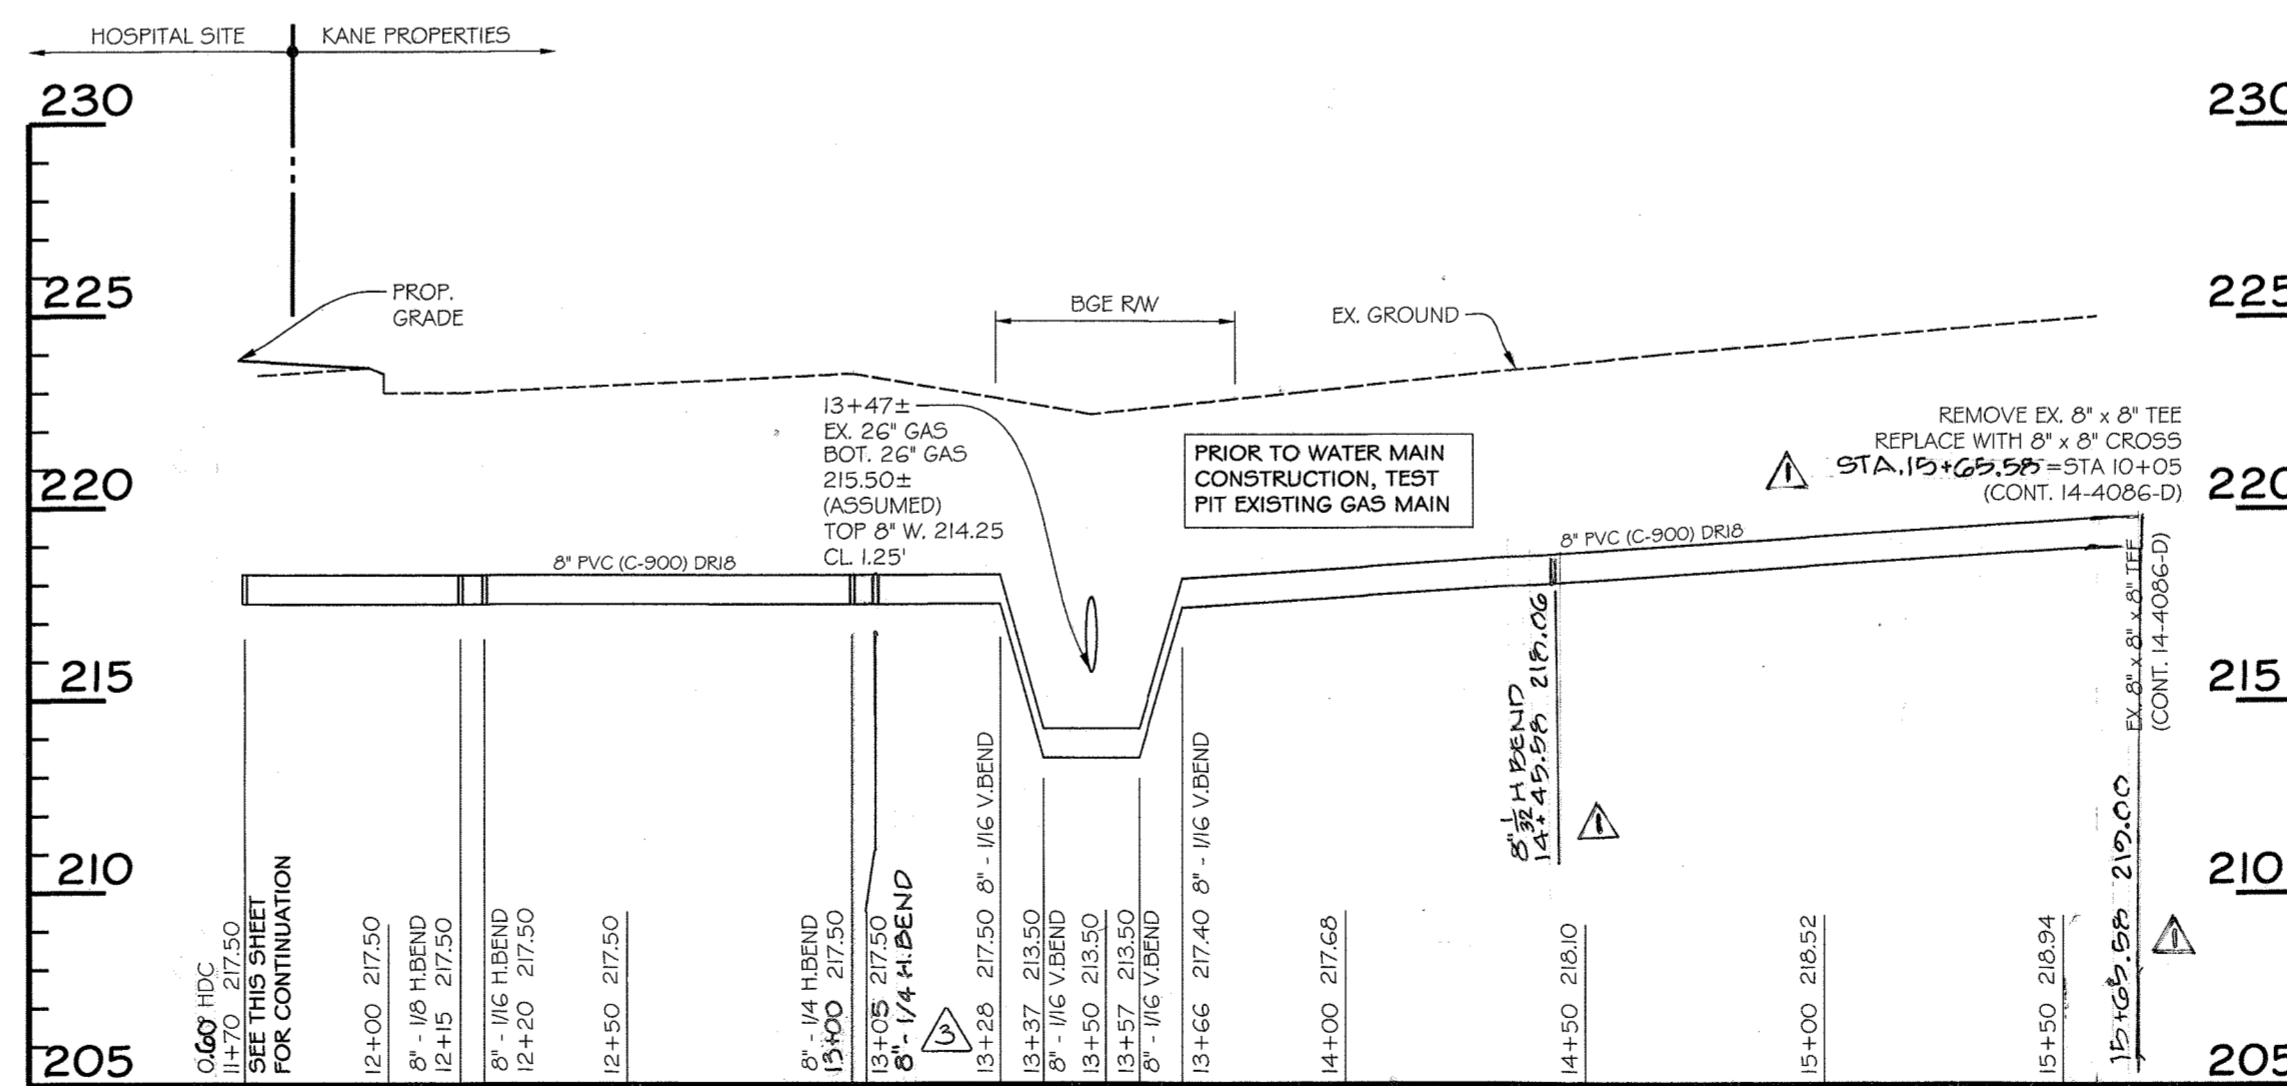 HOSPITAL SITE
KANE PROPERTIES
230
225
220
215
210
205
230
225
220
215
210
205
PROP.
GRADE
BGE R/W
EX. GROUND
13+47±
EX. 26" GAS
BOT. 26" GAS
215.50±
(ASSUMED)
TOP 8" W. 214.25
CL. 1.25'
PRIOR TO WATER MAIN
CONSTRUCTION, TEST
PIT EXISTING GAS MAIN
REMOVE EX. 8" x 8" TEE
REPLACE WITH 8" x 8" CROSS
1 STA. 15+65.58 = STA 10+05
(CONT. 14-4086-D)
8" PVC (C-900) DR18
8" PVC (C-900) DR18
0.60° HDC
11+70 217.50
SEE THIS SHEET
FOR CONTINUATION
12+00 217.50
8" - 1/8 H.BEND
12+15 217.50
8" - 1/16 H.BEND
12+20 217.50
12+50 217.50
8" - 1/4 H.BEND
13+00 217.50
13+05 217.50
8" - 1/4 H.BEND
3
13+28 217.50 8" - 1/16 V.BEND
13+37 213.50
8" - 1/16 V.BEND
13+50 213.50
13+57 213.50
8" - 1/16 V.BEND
13+66 217.40 8" - 1/16 V.BEND
14+00 217.68
8" 1/32 H BEND
14+45.58 218.06
1
14+50 218.10
15+00 218.52
15+50 218.94
15+65.58 219.00
1
EX. 8" x 8" x 8" TEE
(CONT. 14-4086-D)